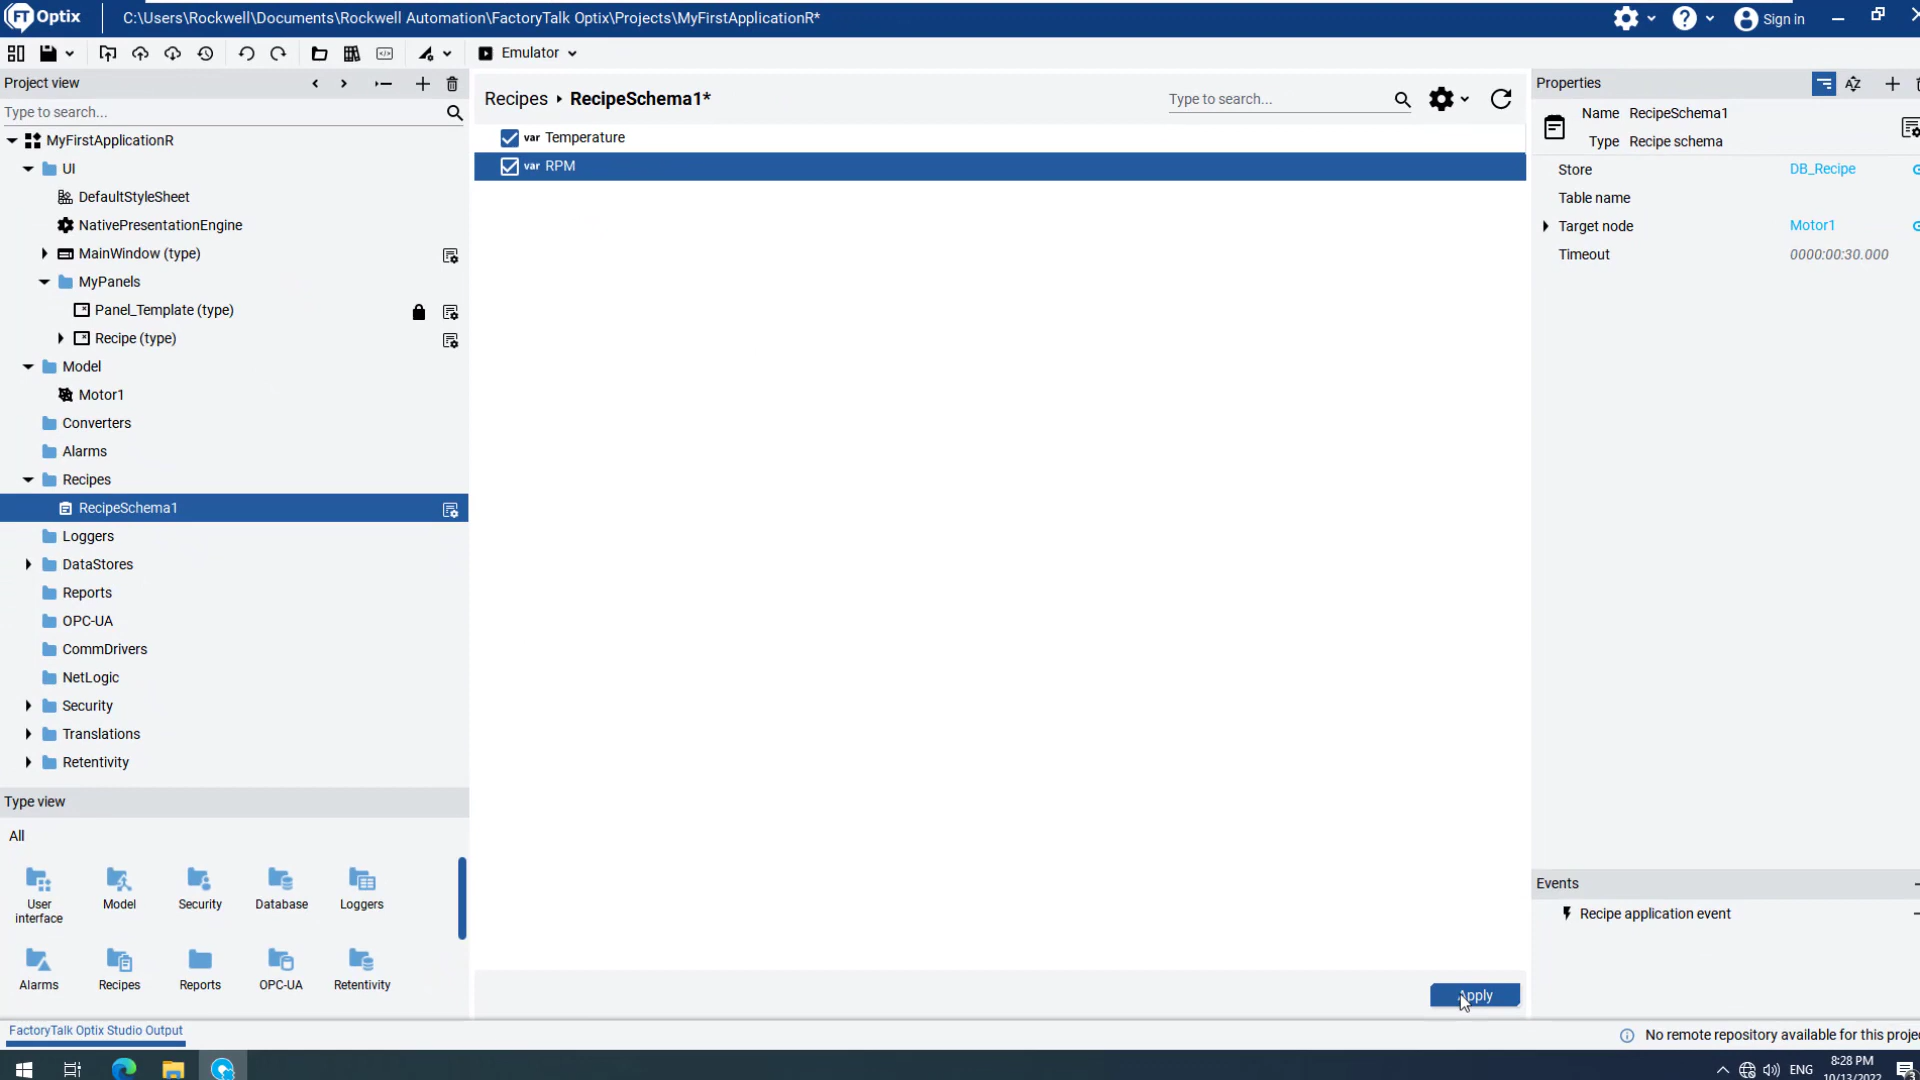 FT Optix
C:\Users\Rockwell\Documents\Rockwell Automation\FactoryTalk Optix\Projects\MyFirstApplicationR*
Sign in
Emulator
Project view
Type to search...
MyFirstApplicationR
UI
DefaultStyleSheet
NativePresentationEngine
MainWindow (type)
MyPanels
Panel_Template (type)
Recipe (type)
Model
Motor1
Converters
Alarms
Recipes
RecipeSchema1
Loggers
DataStores
Reports
OPC-UA
CommDrivers
NetLogic
Security
Translations
Retentivity
Type view
All
User interface
Model
Security
Database
Loggers
Alarms
Recipes
Reports
OPC-UA
Retentivity
FactoryTalk Optix Studio Output
Recipes RecipeSchema1*
Type to search...
var Temperature
var RPM
Apply
Properties
Name RecipeSchema1
Type Recipe schema
Store DB_Recipe
Table name
Target node Motor1
Timeout 0000:00:30.000
Events
Recipe application event
No remote repository available for this proje
ENG
8:28 PM
10/13/2022